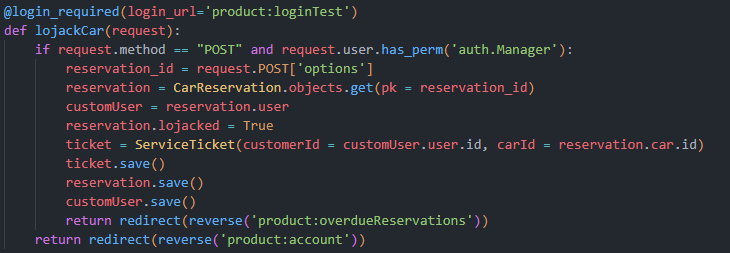 @login_required(login_url='product:loginTest')
def lojackCar(request):
    if request.method == "POST" and request.user.has_perm('auth.Manager'):
        reservation_id = request.POST['options']
        reservation = CarReservation.objects.get(pk = reservation_id)
        customUser = reservation.user
        reservation.lojacked = True
        ticket = ServiceTicket(customerId = customUser.user.id, carId = reservation.car.id)
        ticket.save()
        reservation.save()
        customUser.save()
        return redirect(reverse('product:overdueReservations'))
    return redirect(reverse('product:account'))